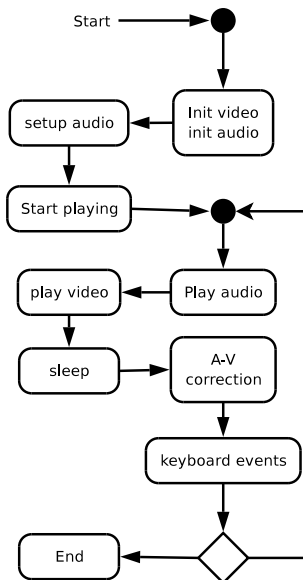 Start
Init video
init audio
setup audio
Start playing
Play audio
play video
sleep
A-V
correction
keyboard events
End